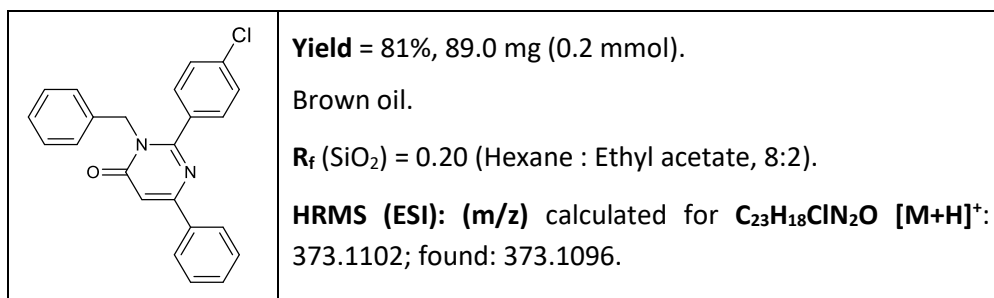 Cl
N
N
O
Yield = 81%, 89.0 mg (0.2 mmol).
Brown oil.
R_f (SiO₂) = 0.20 (Hexane : Ethyl acetate, 8:2).
HRMS (ESI): (m/z) calculated for C₂₃H₁₈ClN₂O [M+H]⁺:
373.1102; found: 373.1096.